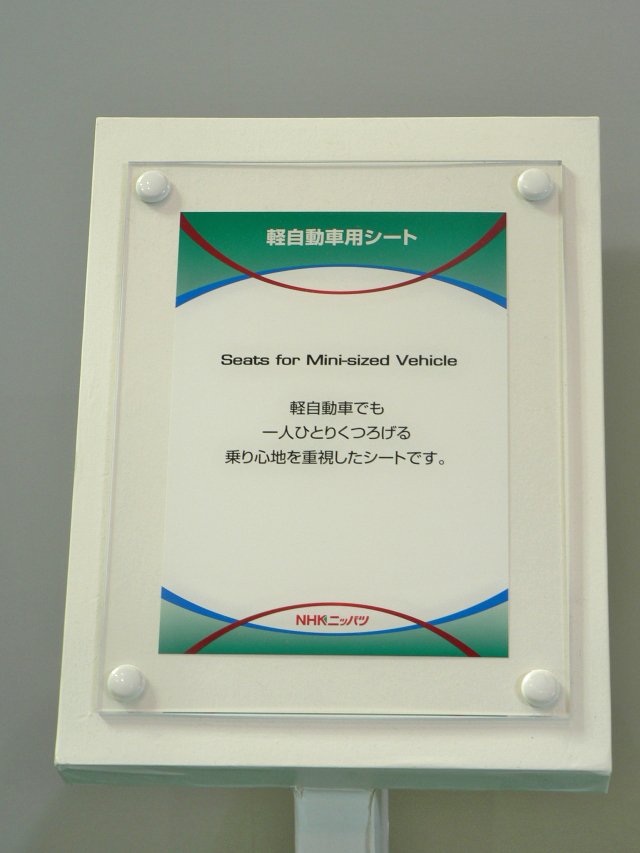 軽自動車用シート
Seats for Mini-sized Vehicle
軽自動車でも
一人ひとりくつろげる
乗り心地を重視したシートです。
NHKニッパツ